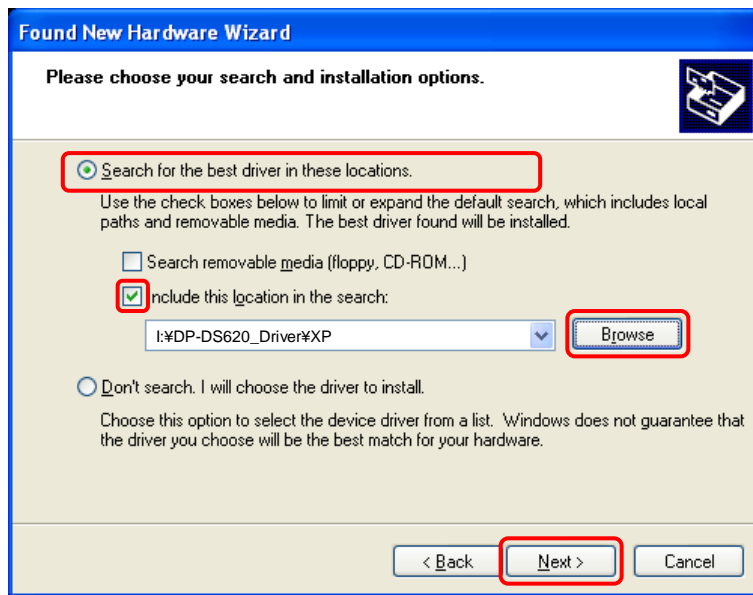 Found New Hardware Wizard
Please choose your search and installation options.
Search for the best driver in these locations.
Use the check boxes below to limit or expand the default search, which includes local
paths and removable media. The best driver found will be installed.
Search removable media (floppy, CD-ROM...)
Include this location in the search:
I:¥DP-DS620_Driver¥XP
Browse
Don't search. I will choose the driver to install.
Choose this option to select the device driver from a list. Windows does not guarantee that
the driver you choose will be the best match for your hardware.
< Back
Next >
Cancel